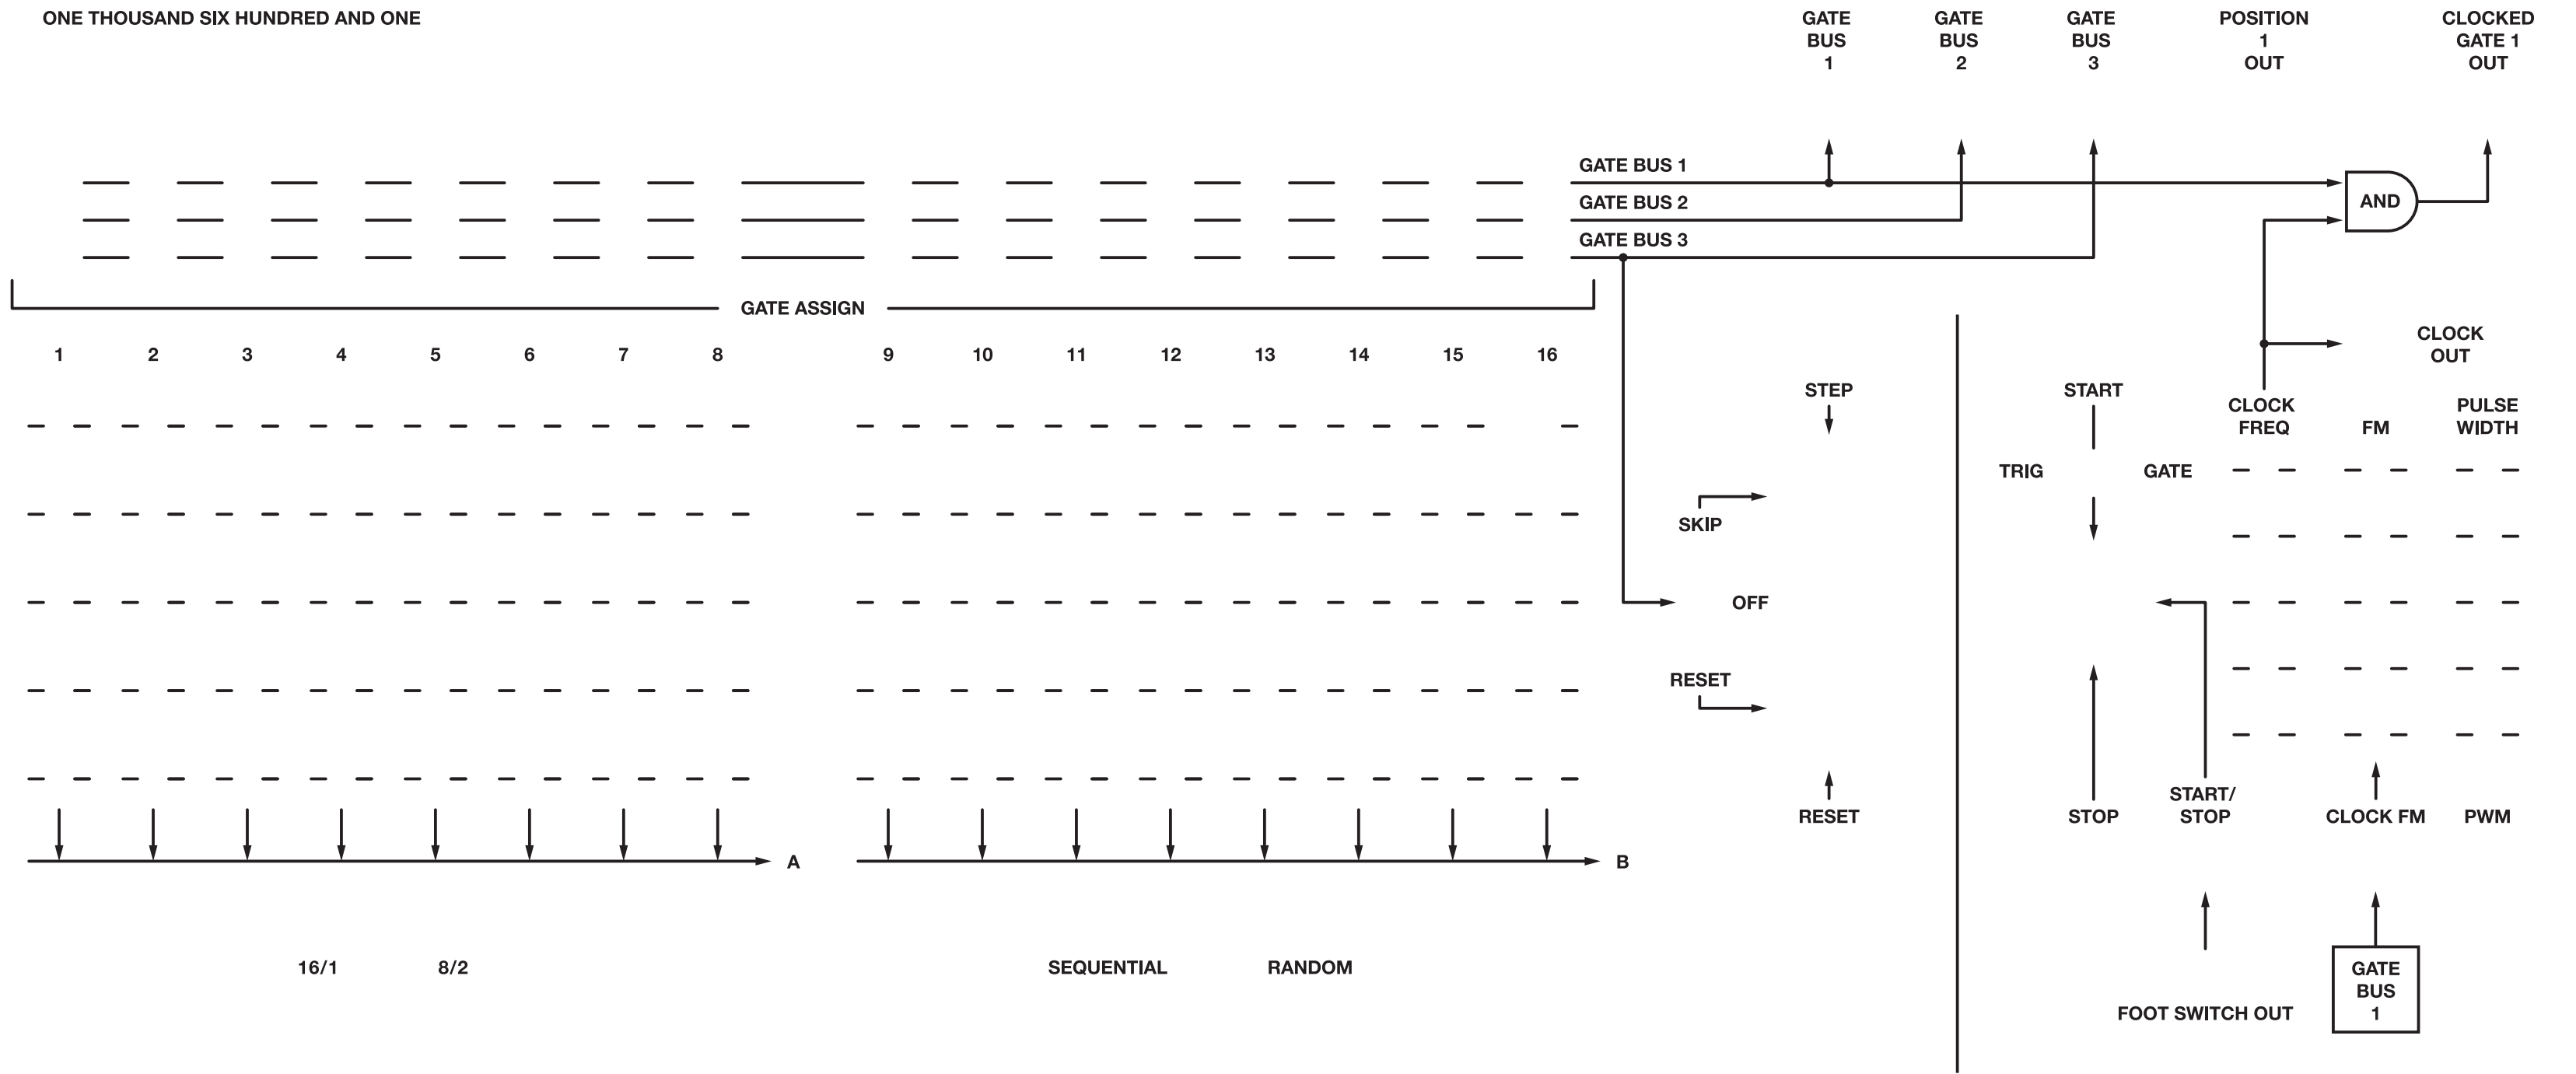 ONE THOUSAND SIX HUNDRED AND ONE
GATE
BUS
1
GATE
BUS
2
GATE
BUS
3
POSITION
1
OUT
CLOCKED
GATE 1
OUT
GATE BUS 1
GATE BUS 2
GATE BUS 3
AND
GATE ASSIGN
1 2 3 4 5 6 7 8 9 10 11 12 13 14 15 16
CLOCK
OUT
STEP
START
CLOCK
FREQ
FM
PULSE
WIDTH
TRIG
GATE
SKIP
OFF
RESET
RESET
STOP
START/
STOP
CLOCK FM
PWM
A
B
16/1
8/2
SEQUENTIAL
RANDOM
FOOT SWITCH OUT
GATE
BUS
1